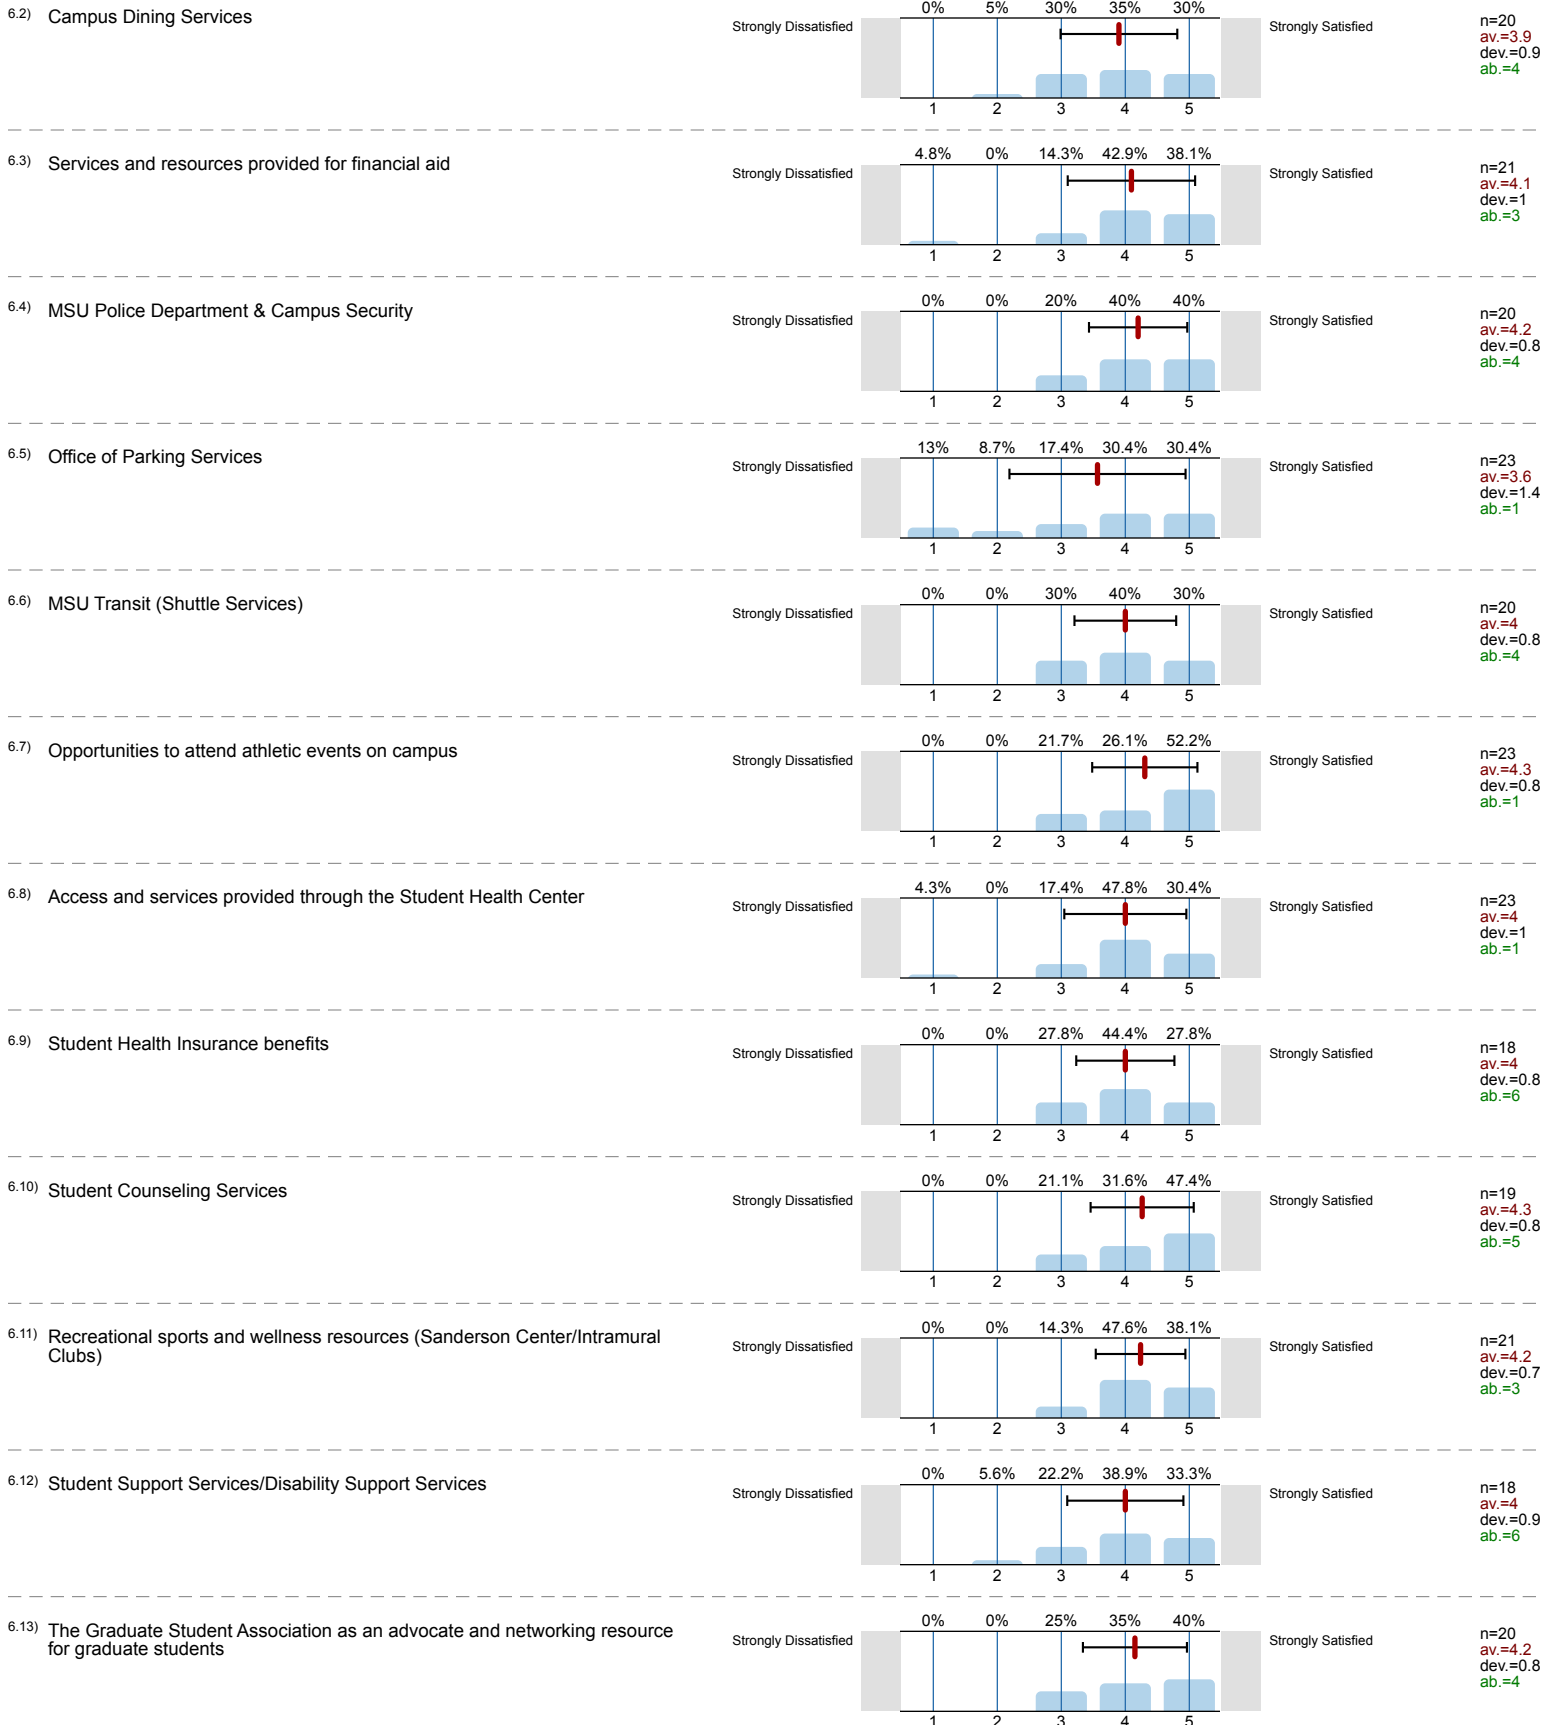 6.2) Campus Dining Services
0% 5% 30% 35% 30%
Strongly Dissatisfied Strongly Satisfied
1 2 3 4 5
n=20
av.=3.9
dev.=0.9
ab.=4
6.3) Services and resources provided for financial aid
4.8% 0% 14.3% 42.9% 38.1%
Strongly Dissatisfied Strongly Satisfied
1 2 3 4 5
n=21
av.=4.1
dev.=1
ab.=3
6.4) MSU Police Department & Campus Security
0% 0% 20% 40% 40%
Strongly Dissatisfied Strongly Satisfied
1 2 3 4 5
n=20
av.=4.2
dev.=0.8
ab.=4
6.5) Office of Parking Services
13% 8.7% 17.4% 30.4% 30.4%
Strongly Dissatisfied Strongly Satisfied
1 2 3 4 5
n=23
av.=3.6
dev.=1.4
ab.=1
6.6) MSU Transit (Shuttle Services)
0% 0% 30% 40% 30%
Strongly Dissatisfied Strongly Satisfied
1 2 3 4 5
n=20
av.=4
dev.=0.8
ab.=4
6.7) Opportunities to attend athletic events on campus
0% 0% 21.7% 26.1% 52.2%
Strongly Dissatisfied Strongly Satisfied
1 2 3 4 5
n=23
av.=4.3
dev.=0.8
ab.=1
6.8) Access and services provided through the Student Health Center
4.3% 0% 17.4% 47.8% 30.4%
Strongly Dissatisfied Strongly Satisfied
1 2 3 4 5
n=23
av.=4
dev.=1
ab.=1
6.9) Student Health Insurance benefits
0% 0% 27.8% 44.4% 27.8%
Strongly Dissatisfied Strongly Satisfied
1 2 3 4 5
n=18
av.=4
dev.=0.8
ab.=6
6.10) Student Counseling Services
0% 0% 21.1% 31.6% 47.4%
Strongly Dissatisfied Strongly Satisfied
1 2 3 4 5
n=19
av.=4.3
dev.=0.8
ab.=5
6.11) Recreational sports and wellness resources (Sanderson Center/Intramural
Clubs)
0% 0% 14.3% 47.6% 38.1%
Strongly Dissatisfied Strongly Satisfied
1 2 3 4 5
n=21
av.=4.2
dev.=0.7
ab.=3
6.12) Student Support Services/Disability Support Services
0% 5.6% 22.2% 38.9% 33.3%
Strongly Dissatisfied Strongly Satisfied
1 2 3 4 5
n=18
av.=4
dev.=0.9
ab.=6
6.13) The Graduate Student Association as an advocate and networking resource
for graduate students
0% 0% 25% 35% 40%
Strongly Dissatisfied Strongly Satisfied
1 2 3 4 5
n=20
av.=4.2
dev.=0.8
ab.=4